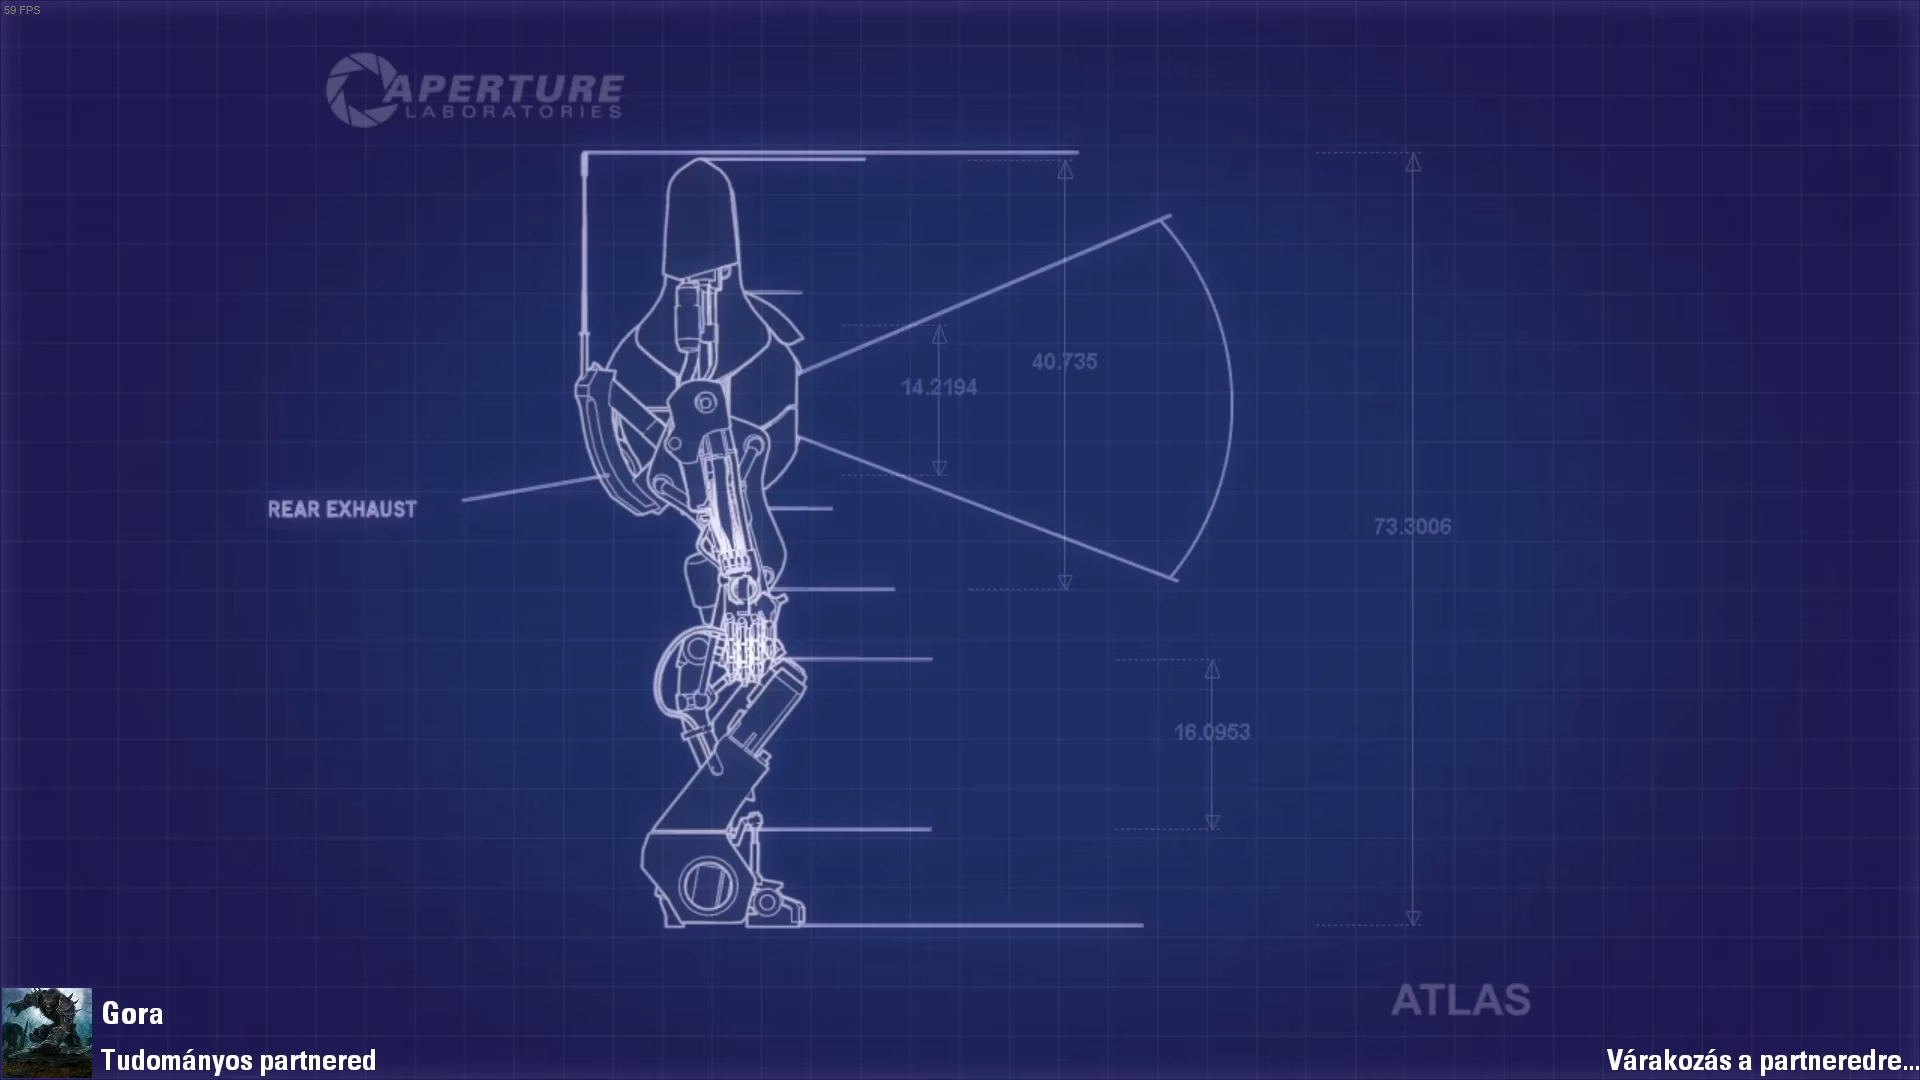 59 FPS
APERTURE
LABORATORIES
40.735
14.2194
REAR EXHAUST
73.3006
16.0953
ATLAS
Gora
Tudományos partnered
Várakozás a partneredre...